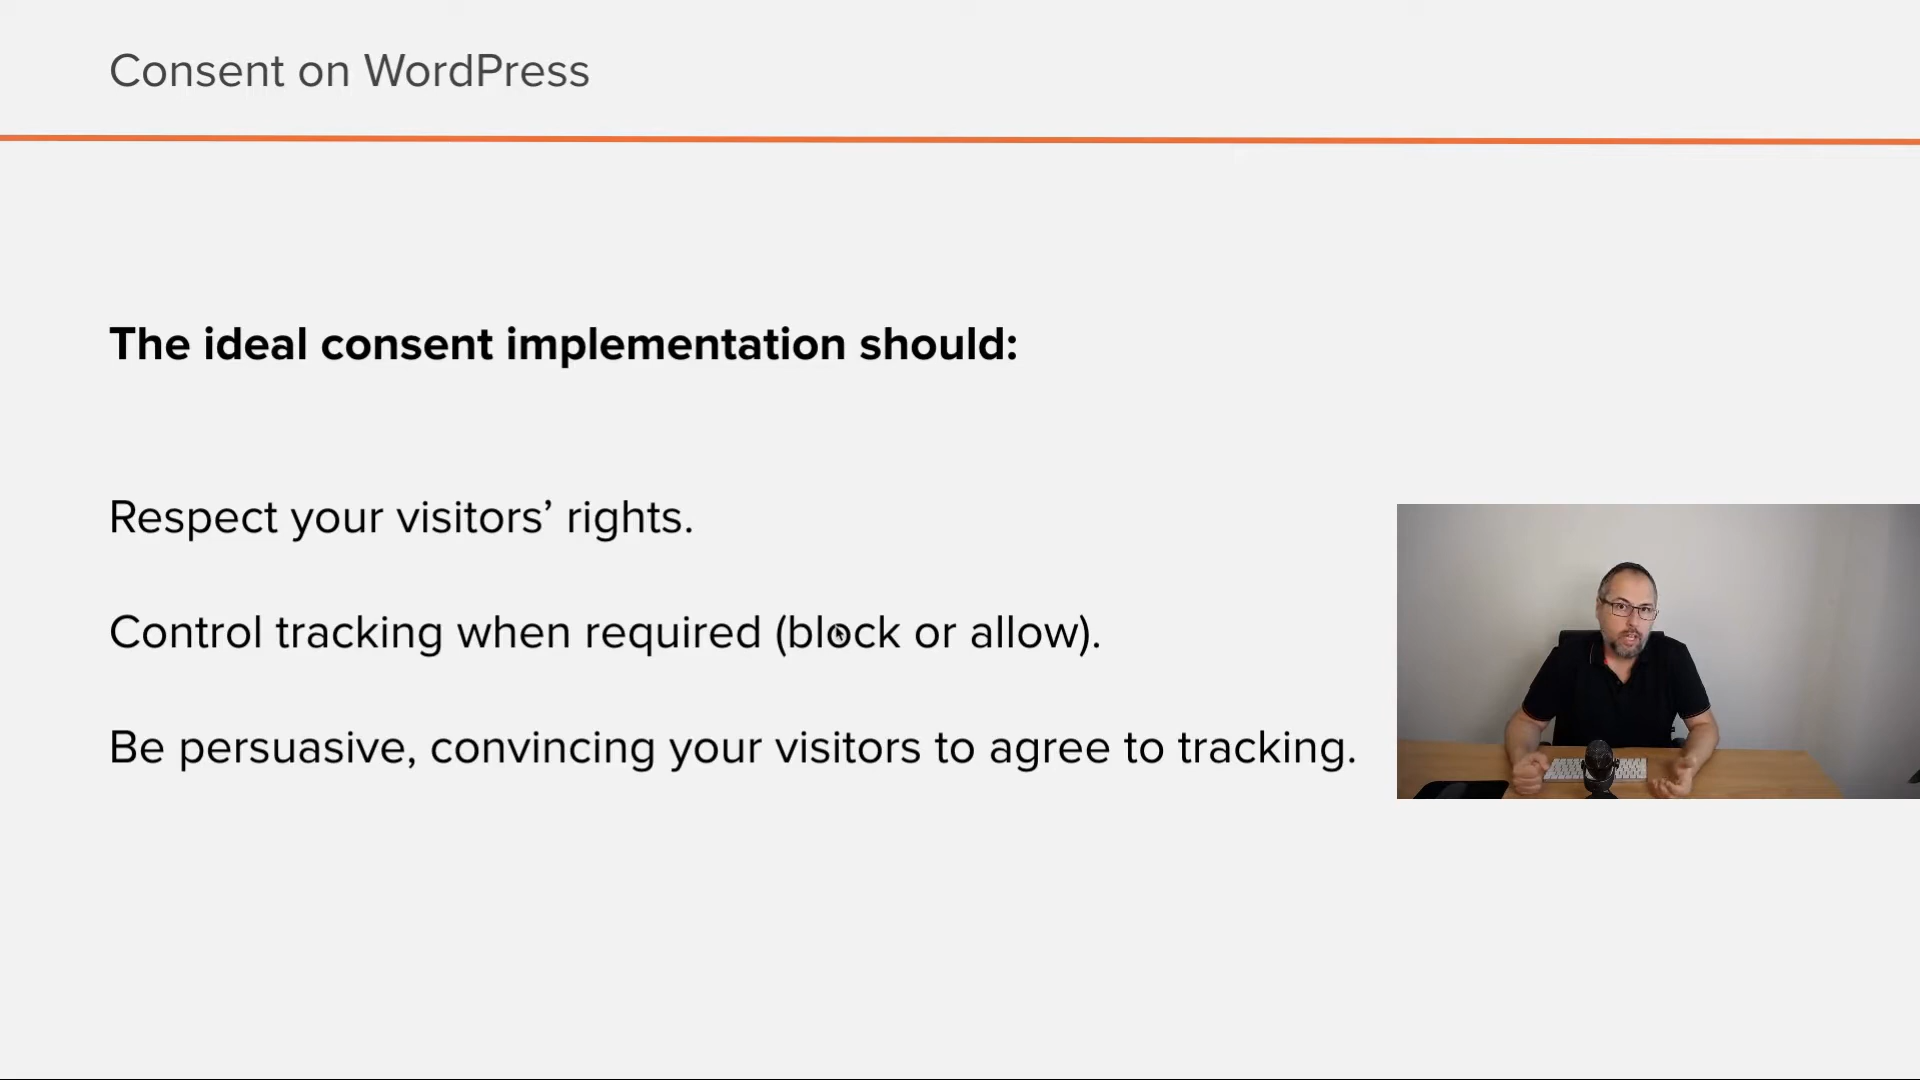 Consent on WordPress
The ideal consent implementation should:
Respect your visitors’ rights.
Control tracking when required (block or allow).
Be persuasive, convincing your visitors to agree to tracking.